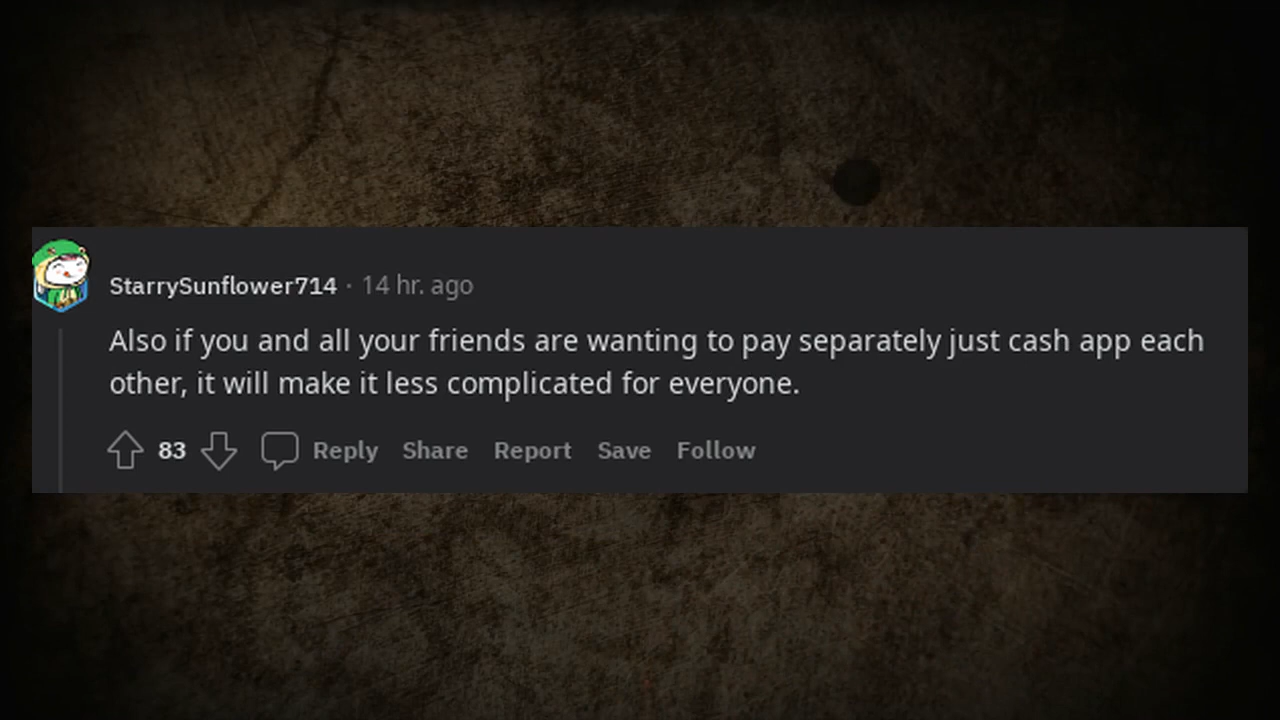 StarrySunflower714 · 14 hr. ago
Also if you and all your friends are wanting to pay separately just cash app each
other, it will make it less complicated for everyone.
83 Reply Share Report Save Follow